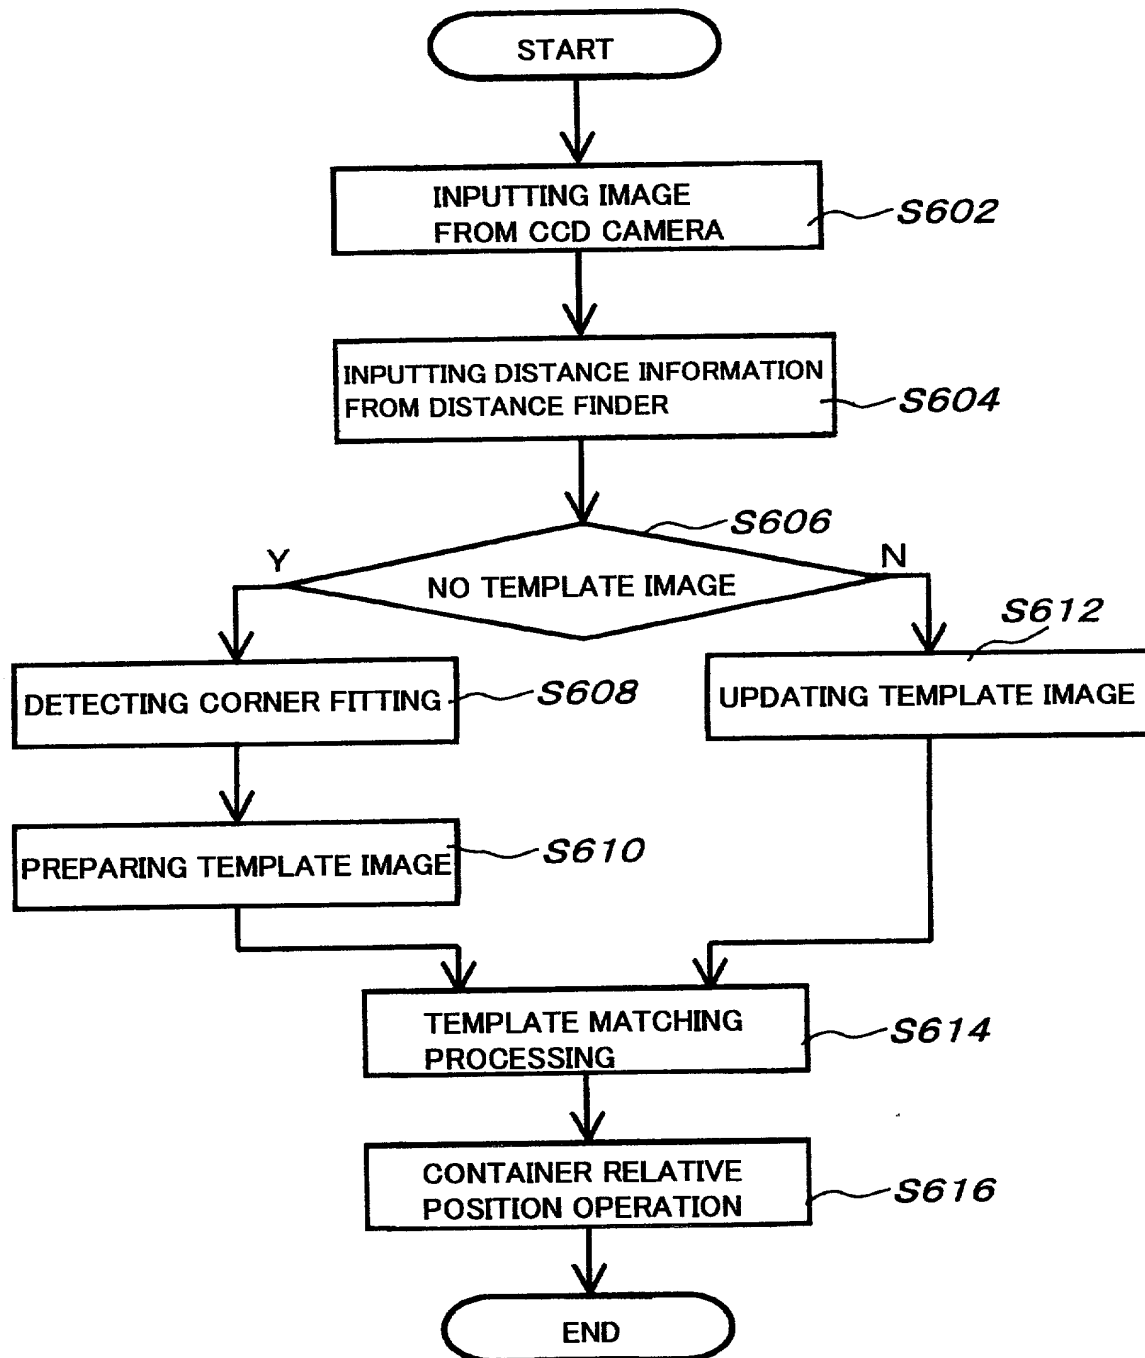 START
INPUTTING IMAGE
FROM CCD CAMERA
S602
INPUTTING DISTANCE INFORMATION
FROM DISTANCE FINDER
S604
S606
Y
N
NO TEMPLATE IMAGE
S612
DETECTING CORNER FITTING
S608
UPDATING TEMPLATE IMAGE
PREPARING TEMPLATE IMAGE
S610
TEMPLATE MATCHING
PROCESSING
S614
CONTAINER RELATIVE
POSITION OPERATION
S616
END